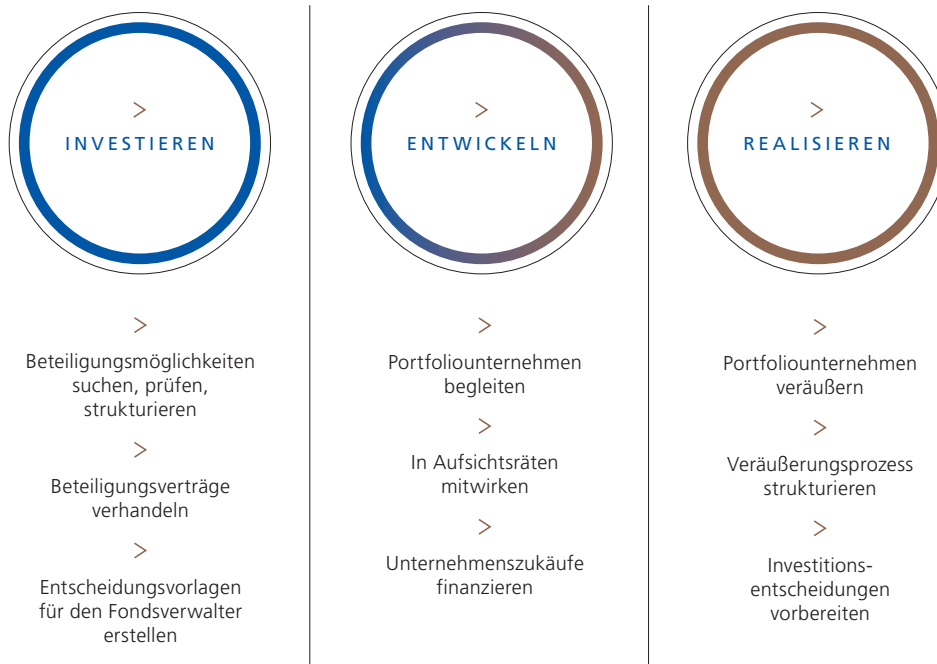 >
INVESTIEREN
>
Beteiligungsmöglichkeiten
suchen, prüfen,
strukturieren
>
Beteiligungsverträge
verhandeln
>
Entscheidungsvorlagen
für den Fondsverwalter
erstellen
>
ENTWICKELN
>
Portfoliounternehmen
begleiten
>
In Aufsichtsräten
mitwirken
>
Unternehmenszukäufe
finanzieren
>
REALISIEREN
>
Portfoliounternehmen
veräußern
>
Veräußerungsprozess
strukturieren
>
Investitions-
entscheidungen
vorbereiten